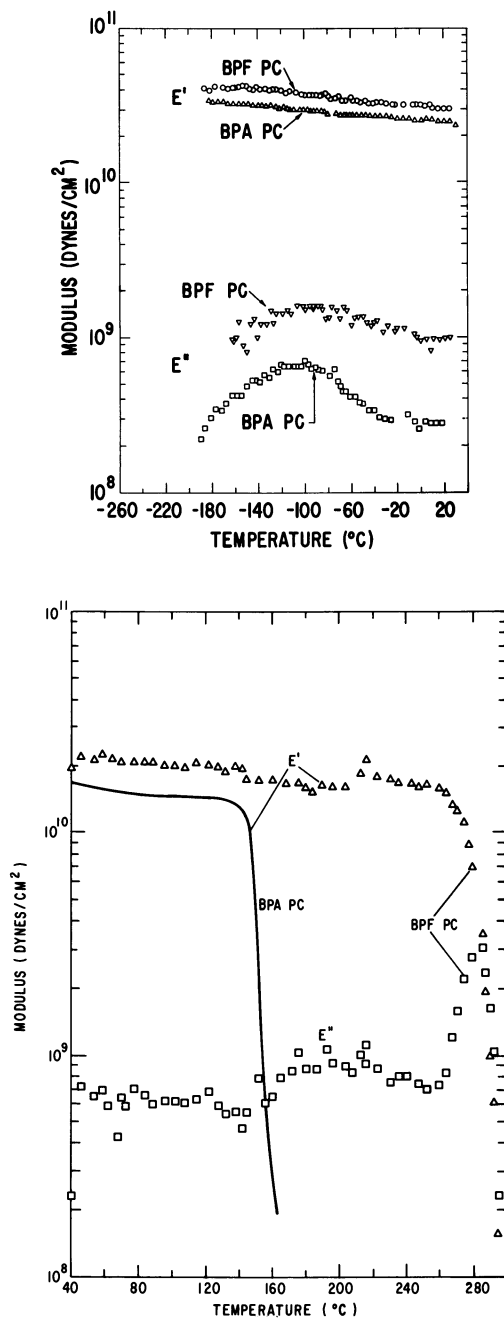 10¹¹
BPF PC
E'
BPA PC
10¹⁰
MODULUS (DYNES/CM²)
BPF PC
10⁹
E"
BPA PC
10⁸
-260 -220 -180 -140 -100 -60 -20 20
TEMPERATURE (°C)
10¹¹
E'
10¹⁰
MODULUS (DYNES/CM²)
BPA PC
BPF PC
E"
10⁹
10⁸
40 80 120 160 200 240 280
TEMPERATURE (°C)